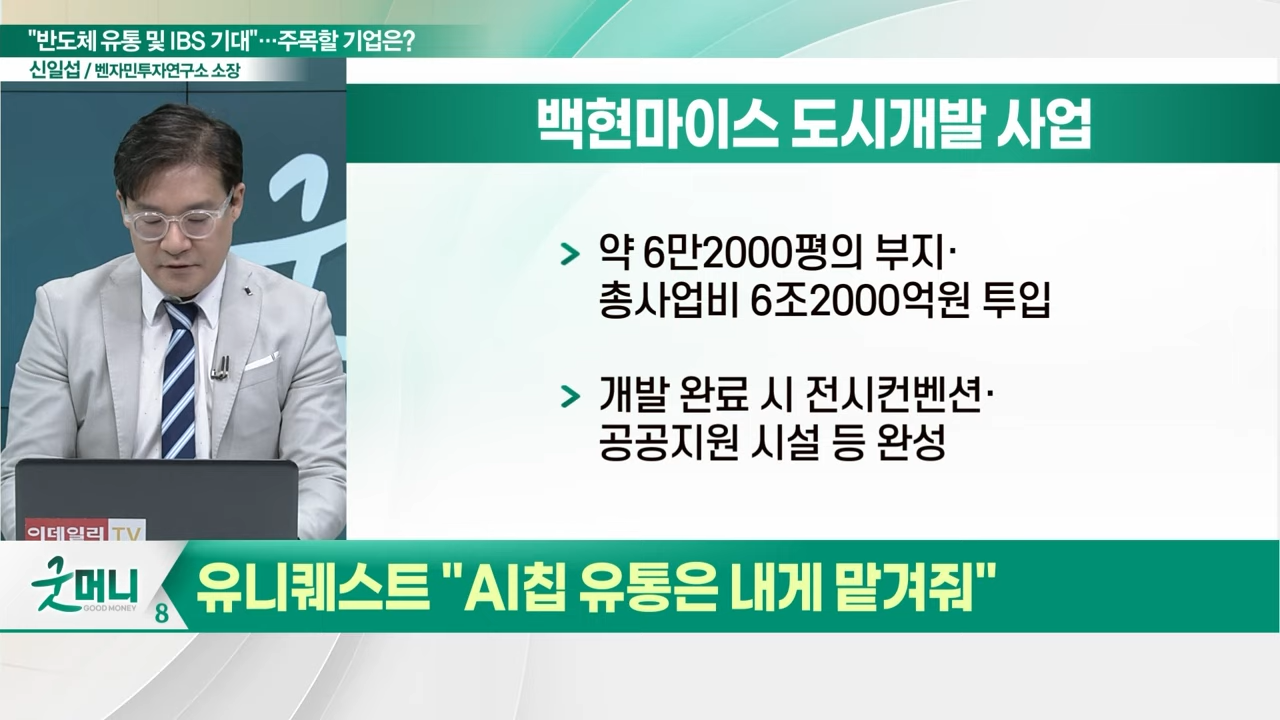 "반도체 유통 및 IBS 기대"…주목할 기업은?
신일섭 / 벤자민투자연구소 소장
백현마이스 도시개발 사업
> 약 6만2000평의 부지·
총사업비 6조2000억원 투입
> 개발 완료 시 전시컨벤션·
공공지원 시설 등 완성
이데일리 TV
굿머니
GOOD MONEY
8
유니퀘스트 "AI칩 유통은 내게 맡겨줘"